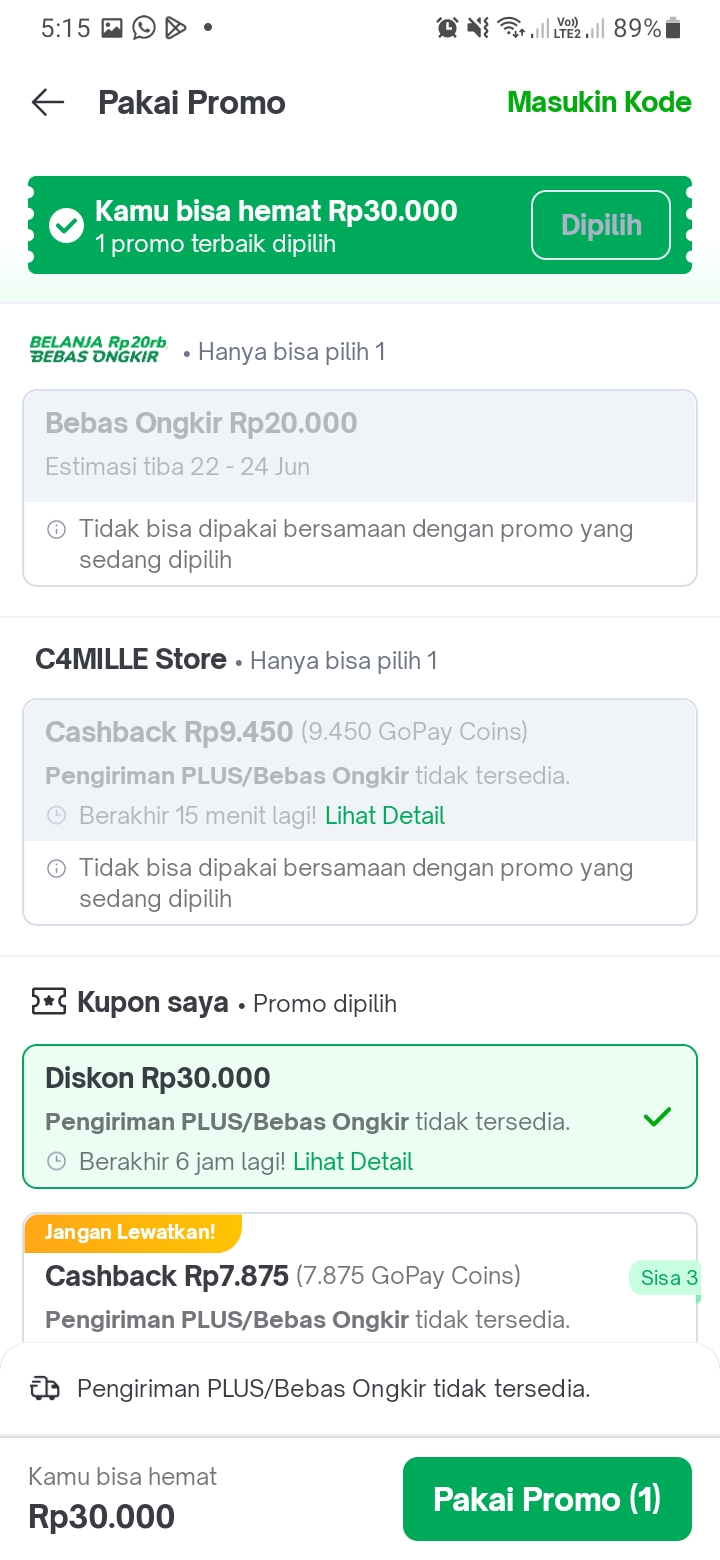 5:15
Vo)) LTE2 89%
Pakai Promo
Masukin Kode
Kamu bisa hemat Rp30.000
1 promo terbaik dipilih
Dipilih
BELANJA Rp20rb
BEBAS ONGKIR
• Hanya bisa pilih 1
Bebas Ongkir Rp20.000
Estimasi tiba 22 - 24 Jun
Tidak bisa dipakai bersamaan dengan promo yang
sedang dipilih
C4MILLE Store • Hanya bisa pilih 1
Cashback Rp9.450 (9.450 GoPay Coins)
Pengiriman PLUS/Bebas Ongkir tidak tersedia.
Berakhir 15 menit lagi! Lihat Detail
Tidak bisa dipakai bersamaan dengan promo yang
sedang dipilih
Kupon saya • Promo dipilih
Diskon Rp30.000
Pengiriman PLUS/Bebas Ongkir tidak tersedia.
Berakhir 6 jam lagi! Lihat Detail
Jangan Lewatkan!
Cashback Rp7.875 (7.875 GoPay Coins)
Sisa 3
Pengiriman PLUS/Bebas Ongkir tidak tersedia.
Pengiriman PLUS/Bebas Ongkir tidak tersedia.
Kamu bisa hemat
Rp30.000
Pakai Promo (1)